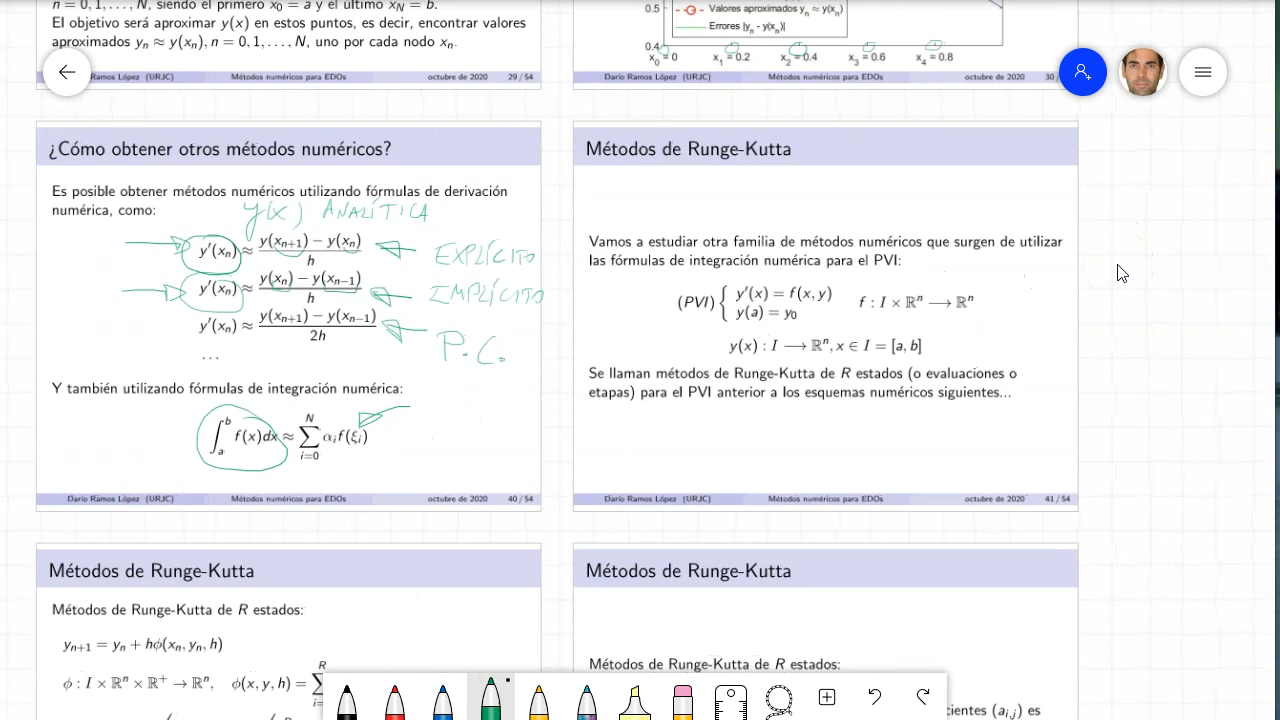 n = 0, 1, . . . , N, siendo el primero x₀ = a y el último x_N = b.
El objetivo será aproximar y(x) en estos puntos, es decir, encontrar valores
aproximados yₙ ≈ y(xₙ), n = 0, 1, . . . , N, uno por cada nodo xₙ.
Ramos López (URJC) Métodos numéricos para EDOs octubre de 2020 29 / 54
0.5
Valores aproximados yₙ ≈ y(xₙ)
Errores |yₙ - y(xₙ)|
0.4
x₀ = 0 x₁ = 0.2 x₂ = 0.4 x₃ = 0.6 x₄ = 0.8
Darío Ramos López (URJC) Métodos numéricos para EDOs octubre de 2020 30 /
¿Cómo obtener otros métodos numéricos?
Es posible obtener métodos numéricos utilizando fórmulas de derivación
numérica, como:
y(x) ANALÍTICA
y′(xₙ) ≈ (y(xₙ₊₁) − y(xₙ)) / h
EXPLÍCITO
y′(xₙ) ≈ (y(xₙ) − y(xₙ₋₁)) / h
IMPLÍCITO
y′(xₙ) ≈ (y(xₙ₊₁) − y(xₙ₋₁)) / 2h
P.C.
. . .
Y también utilizando fórmulas de integración numérica:
∫ₐᵇ f(x)dx ≈ ∑ᵢ₌₀ᴺ αᵢf(ξᵢ)
Darío Ramos López (URJC) Métodos numéricos para EDOs octubre de 2020 40 / 54
Métodos de Runge-Kutta
Vamos a estudiar otra familia de métodos numéricos que surgen de utilizar
las fórmulas de integración numérica para el PVI:
(PVI) { y′(x) = f(x, y) f : I × ℝⁿ ⟶ ℝⁿ
y(a) = y₀
y(x) : I ⟶ ℝⁿ, x ∈ I = [a, b]
Se llaman métodos de Runge-Kutta de R estados (o evaluaciones o
etapas) para el PVI anterior a los esquemas numéricos siguientes...
Darío Ramos López (URJC) Métodos numéricos para EDOs octubre de 2020 41 / 54
Métodos de Runge-Kutta
Métodos de Runge-Kutta de R estados:
yₙ₊₁ = yₙ + hϕ(xₙ, yₙ, h)
ϕ : I × ℝⁿ × ℝ⁺ → ℝⁿ, ϕ(x, y, h) = ∑ R
Métodos de Runge-Kutta
Métodos de Runge-Kutta de R estados:
(aᵢ,ⱼ) es